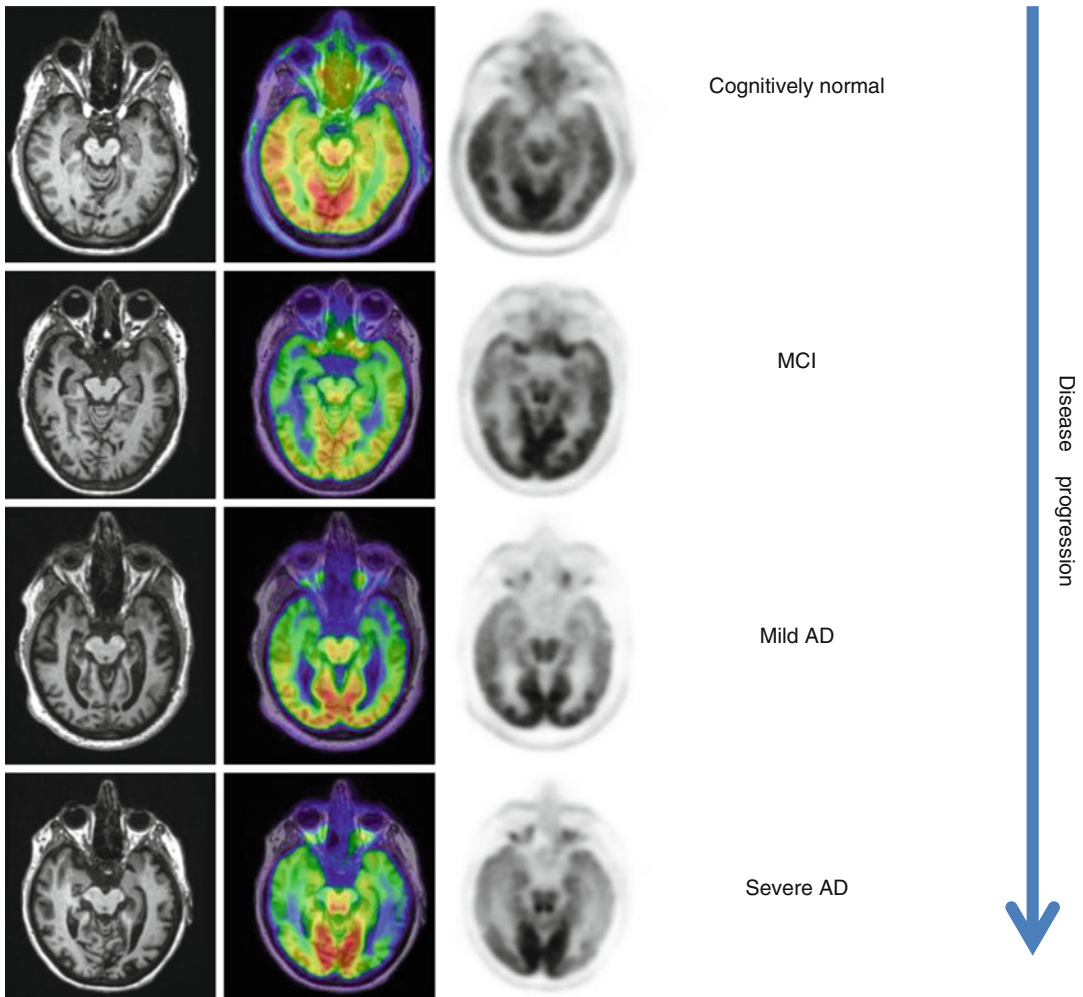 Cognitively normal
MCI
Disease progression
Mild AD
Severe AD